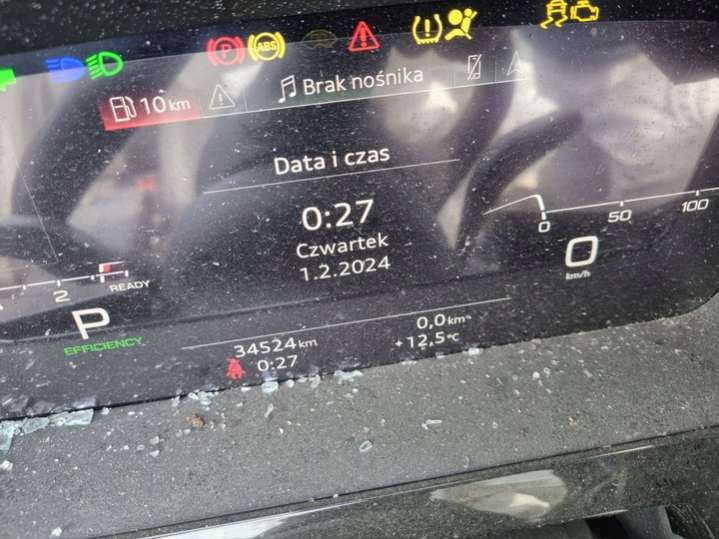 P ABS
10 km
Brak nośnika
Data i czas
0:27
Czwartek
1.2.2024
0 50 100
0
km/h
2
READY
P
EFFICIENCY
34524 km
0:27
0,0 km
+12,5 °C